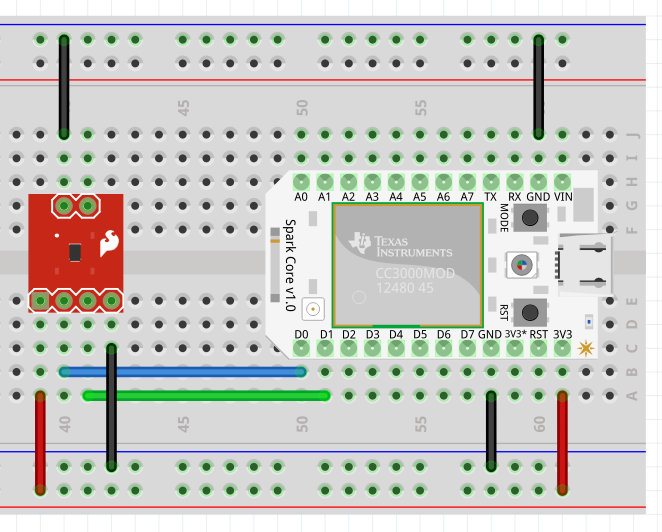 45
50
55
J
I
H
G
F
A0 A1 A2 A3 A4 A5 A6 A7 TX RX GND VIN
MODE
Spark Core v1.0
TEXAS
INSTRUMENTS
CC3000MOD
12480 45
RST
E
D
C
B
A
D0 D1 D2 D3 D4 D5 D6 D7 GND 3V3* RST 3V3
40
45
50
55
60